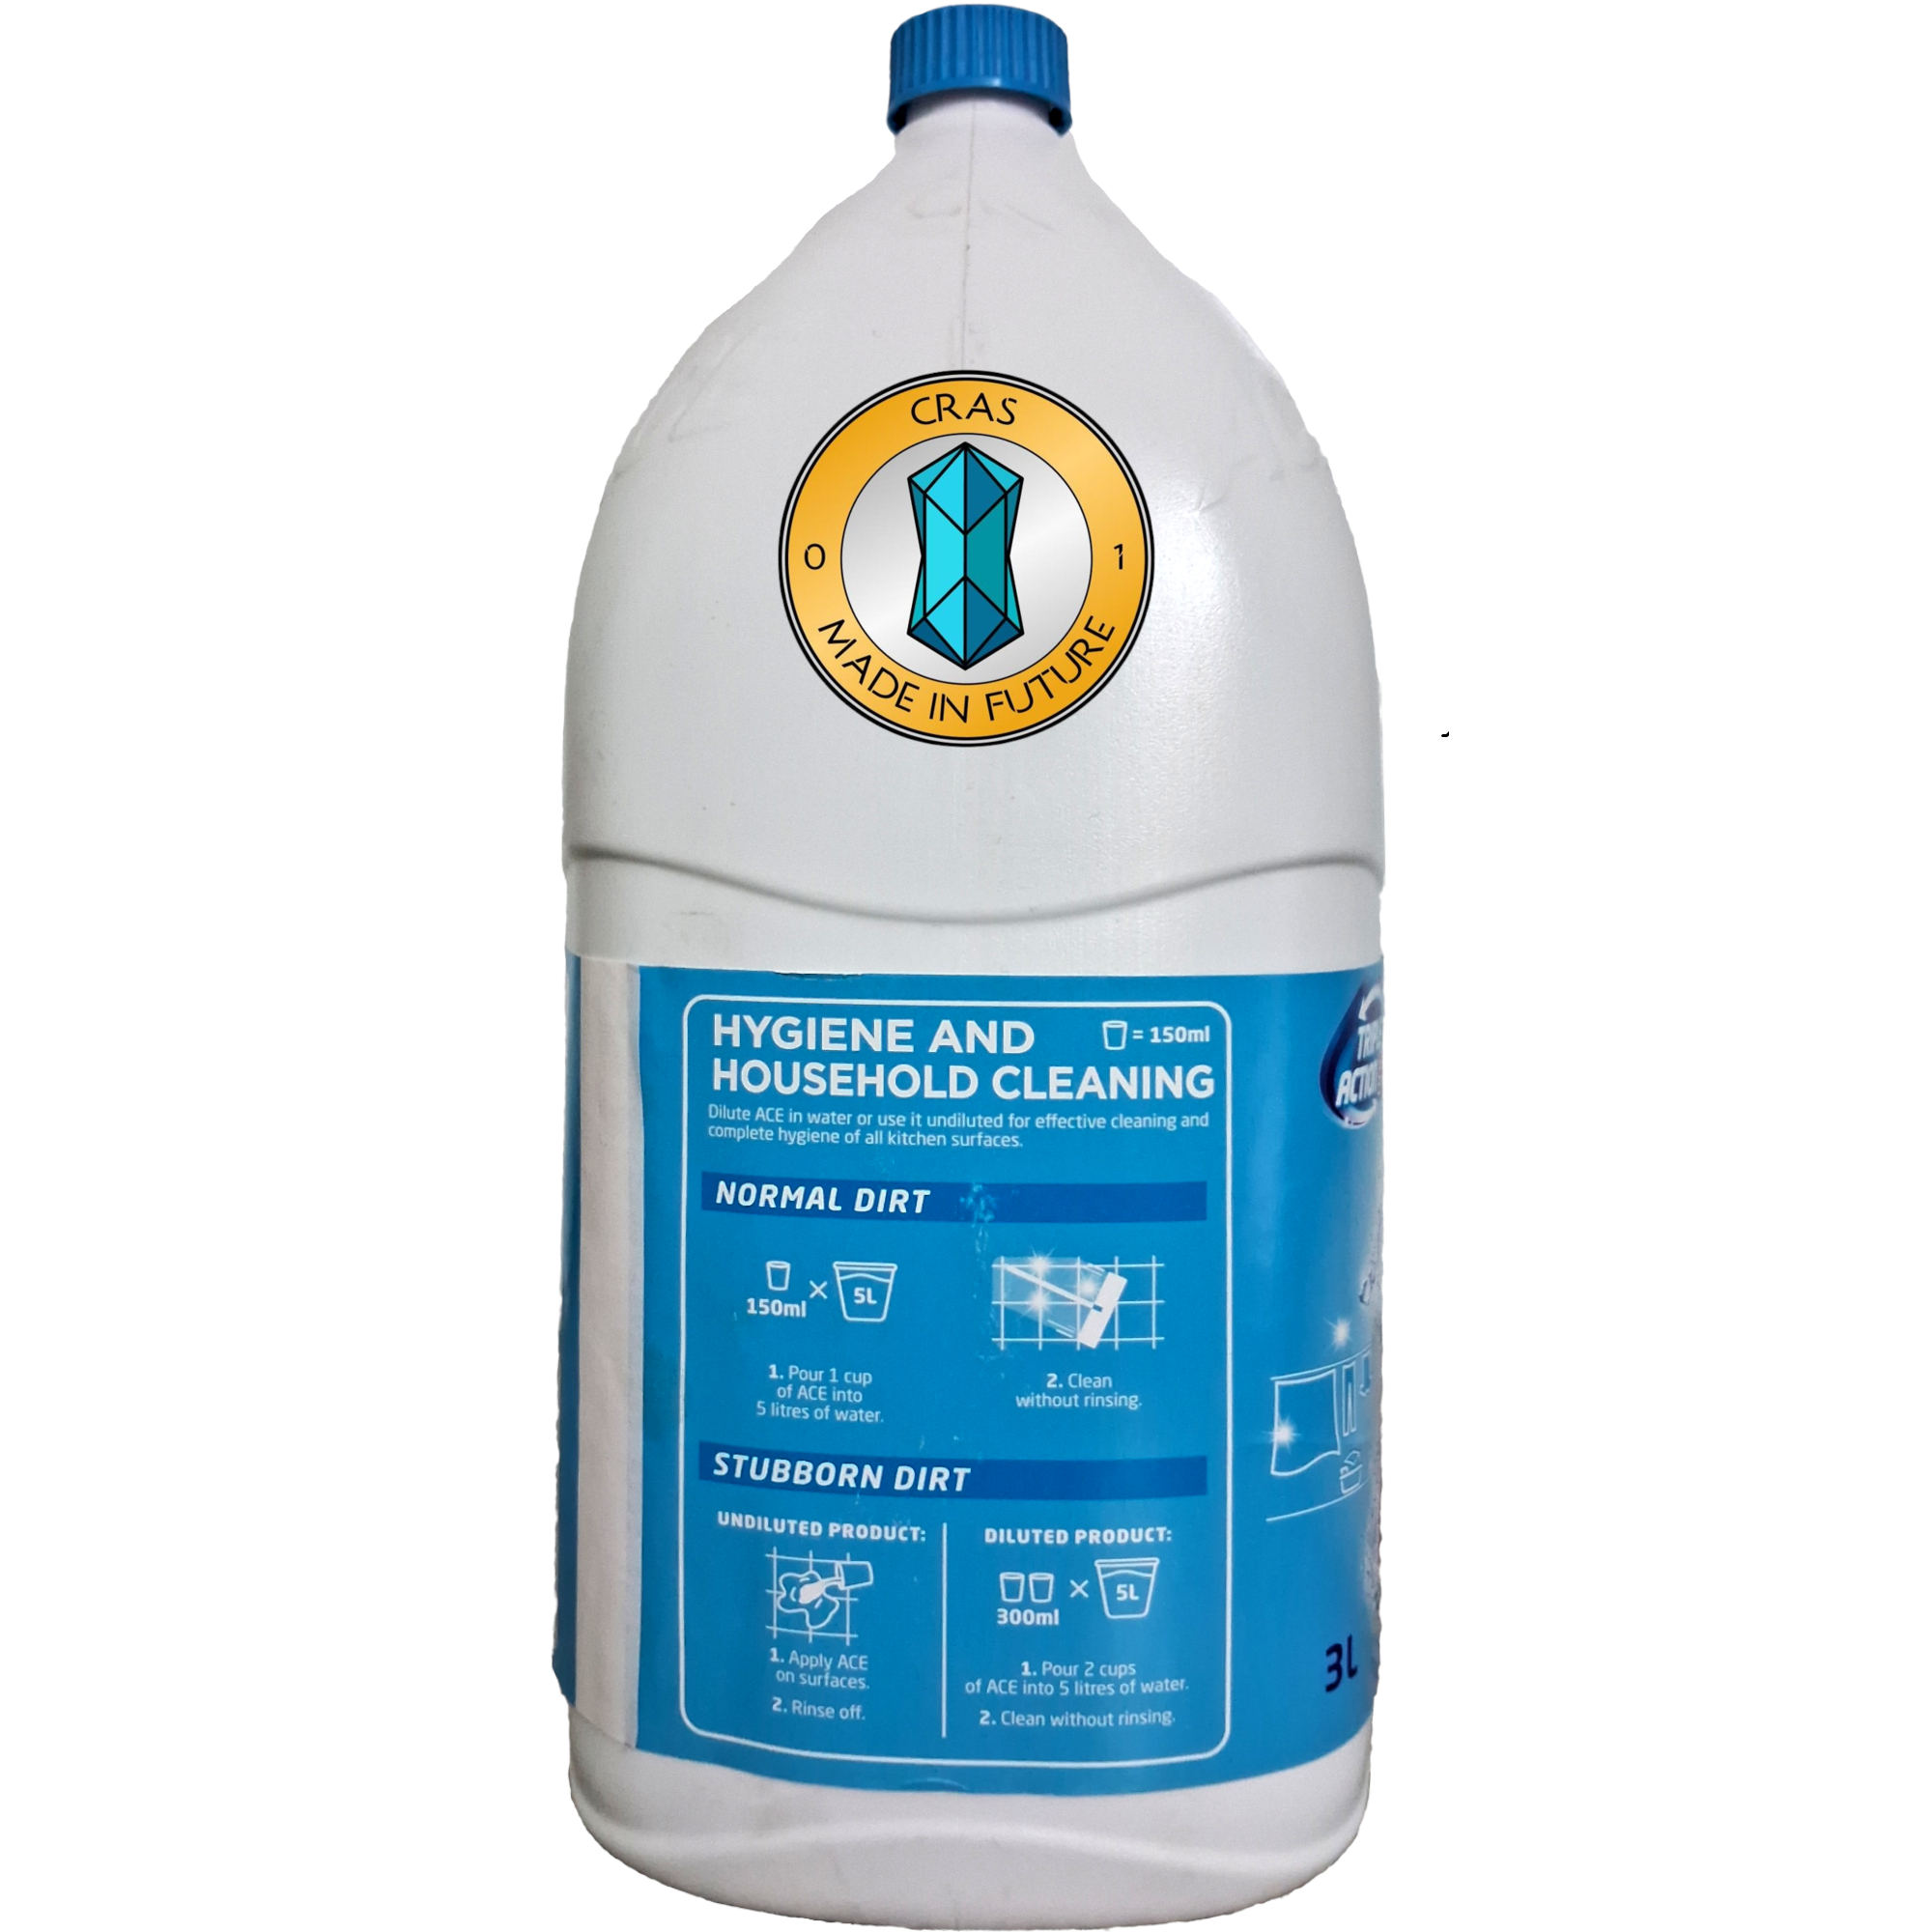 CRAS
0 1
MADE IN FUTURE
HYGIENE AND
HOUSEHOLD CLEANING
= 150ml
Dilute ACE in water or use it undiluted for effective cleaning and
complete hygiene of all kitchen surfaces.
NORMAL DIRT
150ml
×
5L
1. Pour 1 cup
of ACE into
5 litres of water.
2. Clean
without rinsing.
STUBBORN DIRT
UNDILUTED PRODUCT:
1. Apply ACE
on surfaces.
2. Rinse off.
DILUTED PRODUCT:
300ml
×
5L
1. Pour 2 cups
of ACE into 5 litres of water.
2. Clean without rinsing.
3L